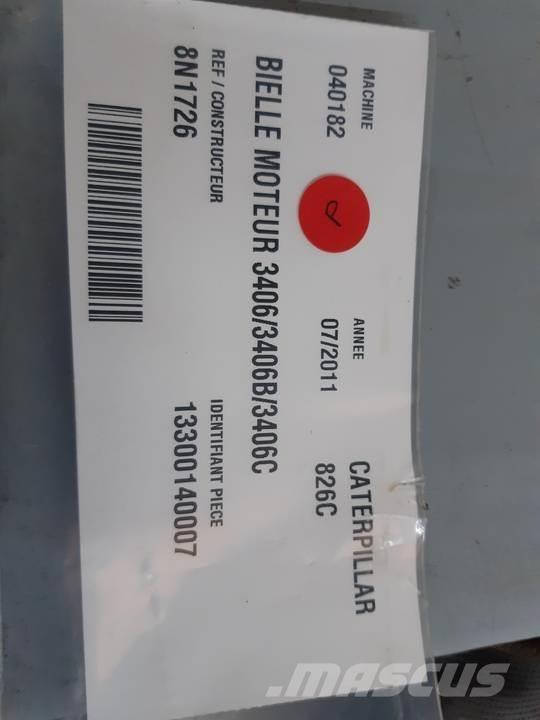 MACHINE
040182
ANNEE
07/2011
CATERPILLAR
826C
BIELLE MOTEUR 3406/3406B/3406C
REF / CONSTRUCTEUR
8N1726
IDENTIFIANT PIECE
13300140007
MASCUS